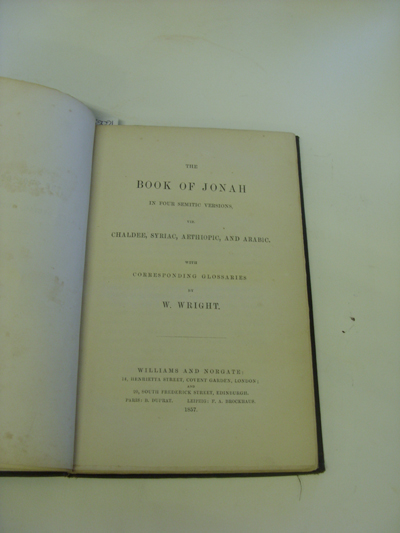 THE
BOOK OF JONAH
IN FOUR SEMITIC VERSIONS,
VIZ
CHALDEE, SYRIAC, AETHIOPIC, AND ARABIC,
WITH
CORRESPONDING GLOSSARIES
BY
W. WRIGHT.
WILLIAMS AND NORGATE:
14, HENRIETTA STREET, COVENT GARDEN, LONDON;
AND
20, SOUTH FREDERICK STREET, EDINBURGH.
PARIS: B. DUPRAT. LEIPZIG: F. A. BROCKHAUS.
1857.